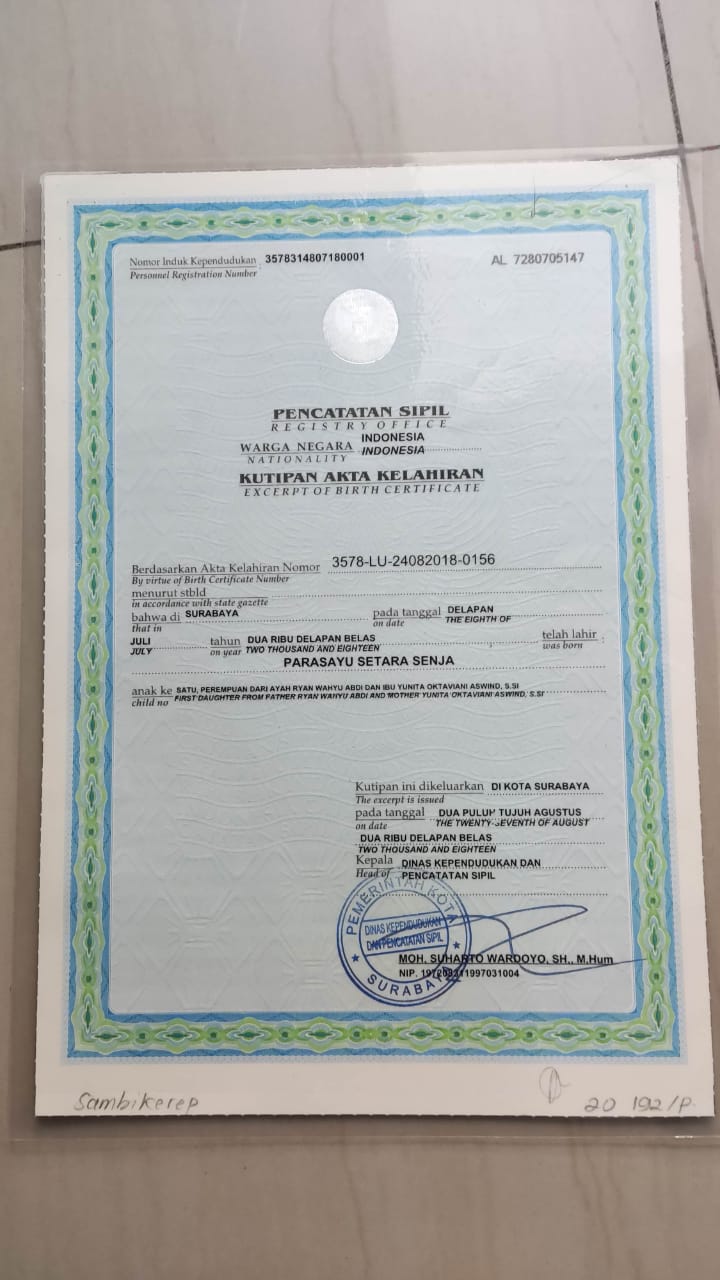 Nomor Induk Kependudukan : 3578314807180001 AL 7280705147
Personnel Registration Number
PENCATATAN SIPIL
REGISTRY OFFICE
WARGA NEGARA INDONESIA
NATIONALITY INDONESIA
KUTIPAN AKTA KELAHIRAN
EXCERPT OF BIRTH CERTIFICATE
Berdasarkan Akta Kelahiran Nomor 3578-LU-24082018-0156
By virtue of Birth Certificate Number
menurut stbld
in accordance with state gazette
bahwa di SURABAYA pada tanggal DELAPAN
that in on date THE EIGHTH OF
JULI tahun DUA RIBU DELAPAN BELAS telah lahir :
JULY on year TWO THOUSAND AND EIGHTEEN was born
PARASAYU SETARA SENJA
anak ke SATU, PEREMPUAN DARI AYAH RYAN WAHYU ABDI DAN IBU YUNITA OKTAVIANI ASWIND, S.SI
child no FIRST DAUGHTER FROM FATHER RYAN WAHYU ABDI AND MOTHER YUNITA OKTAVIANI ASWIND, S.SI
Kutipan ini dikeluarkan DI KOTA SURABAYA
The excerpt is issued
pada tanggal DUA PULUH TUJUH AGUSTUS
on date THE TWENTY-SEVENTH OF AUGUST
DUA RIBU DELAPAN BELAS
TWO THOUSAND AND EIGHTEEN
Kepala DINAS KEPENDUDUKAN DAN
Head of PENCATATAN SIPIL
PEMERINTAH KOTA
DINAS KEPENDUDUKAN
DAN PENCATATAN SIPIL
SURABAYA
MOH. SUHARTO WARDOYO, SH., M.Hum
NIP.
Sambikerep 20 192/P.